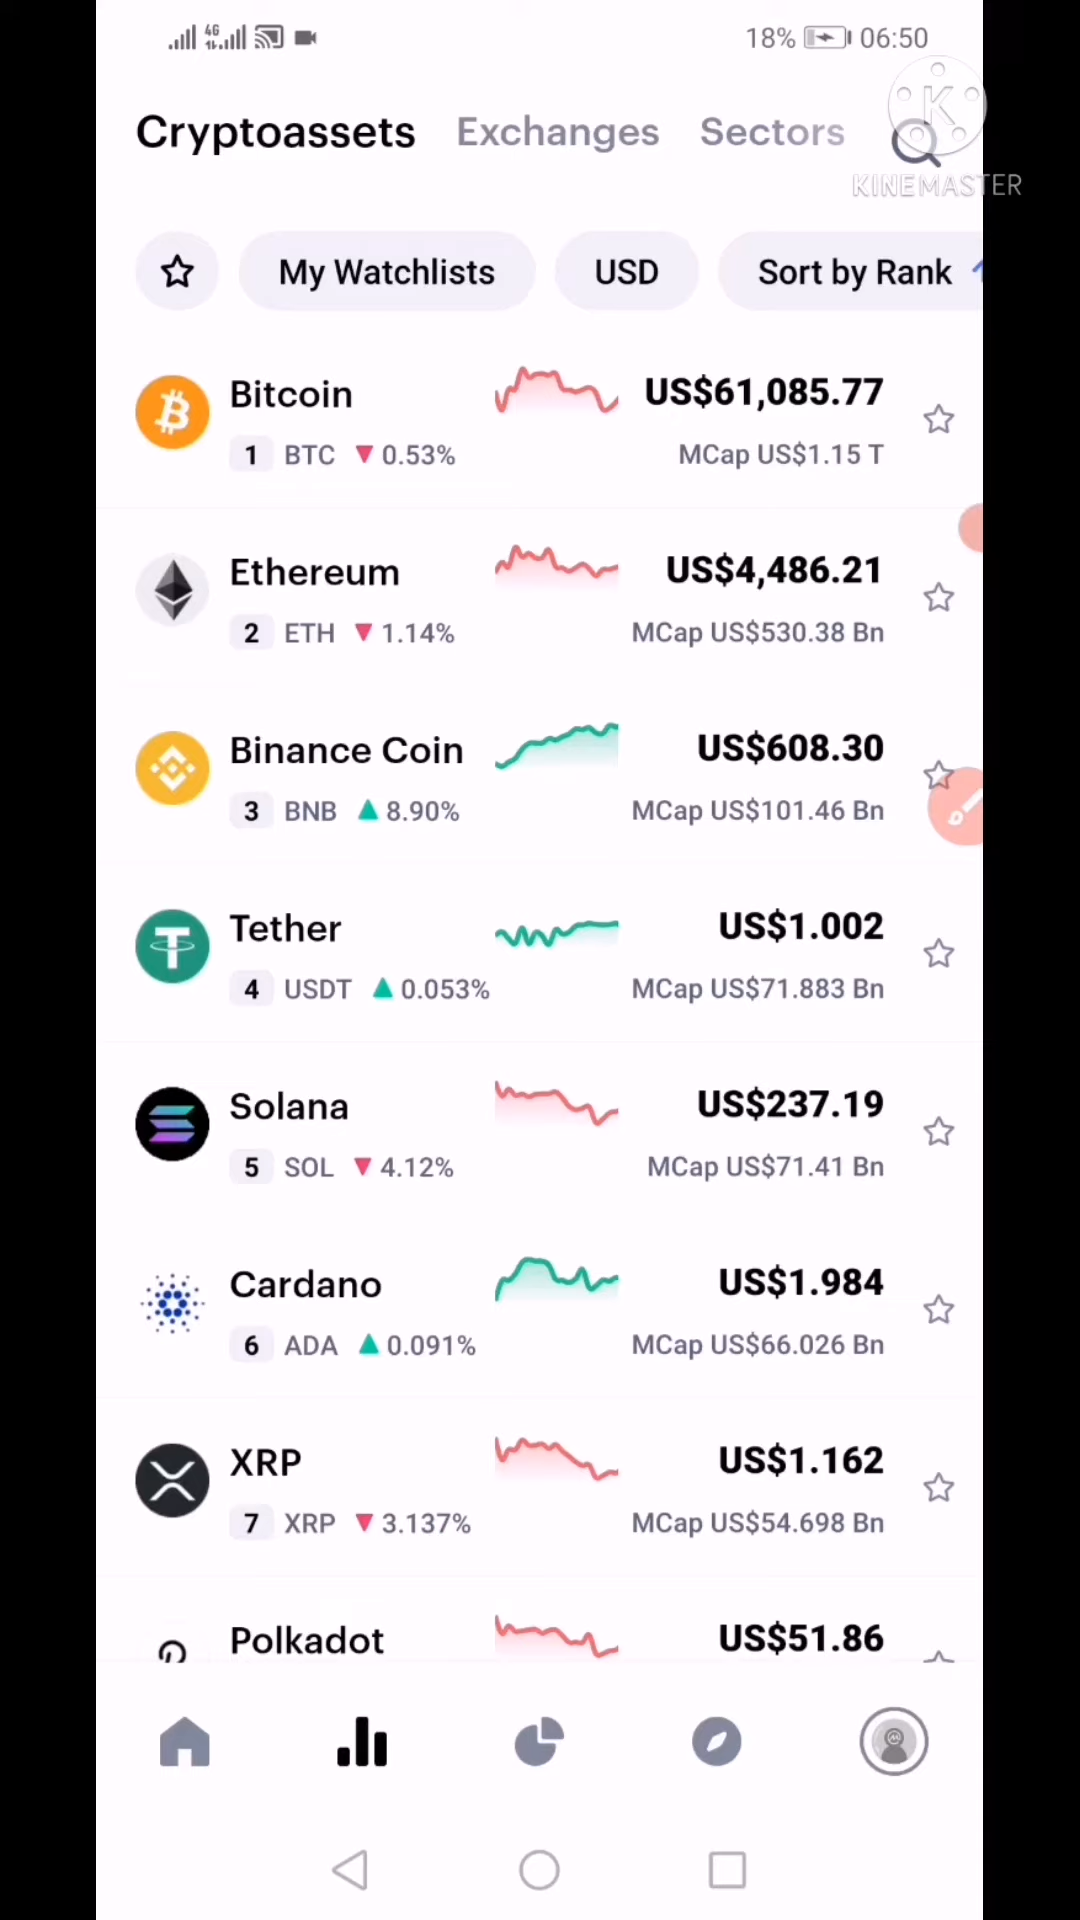 4G 18% 06:50
Cryptoassets Exchanges Sectors
K
KINEMASTER
My Watchlists USD Sort by Rank
Bitcoin US$61,085.77
1 BTC ▼ 0.53% MCap US$1.15 T
Ethereum US$4,486.21
2 ETH ▼ 1.14% MCap US$530.38 Bn
Binance Coin US$608.30
3 BNB ▲ 8.90% MCap US$101.46 Bn
Tether US$1.002
4 USDT ▲ 0.053% MCap US$71.883 Bn
Solana US$237.19
5 SOL ▼ 4.12% MCap US$71.41 Bn
Cardano US$1.984
6 ADA ▲ 0.091% MCap US$66.026 Bn
XRP US$1.162
7 XRP ▼ 3.137% MCap US$54.698 Bn
Polkadot US$51.86